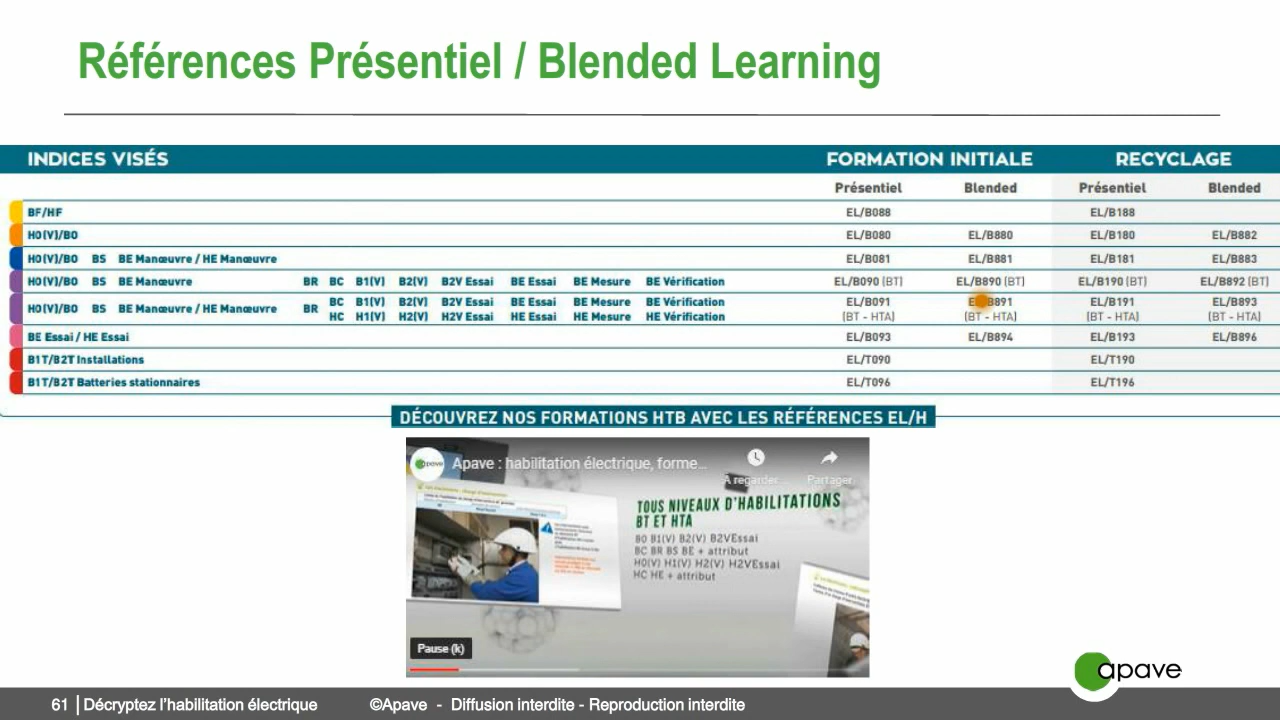 Références Présentiel / Blended Learning
INDICES VISÉS FORMATION INITIALE RECYCLAGE
Présentiel Blended Présentiel Blended
BF/HF EL/B088 EL/B188
H0(V)/B0 EL/B080 EL/B880 EL/B180 EL/B882
H0(V)/B0 BS BE Manœuvre / HE Manœuvre EL/B081 EL/B881 EL/B181 EL/B883
H0(V)/B0 BS BE Manœuvre BR BC B1(V) B2(V) B2V Essai BE Essai BE Mesure BE Vérification EL/B090 (BT) EL/B890 (BT) EL/B190 (BT) EL/B892 (BT)
H0(V)/B0 BS BE Manœuvre / HE Manœuvre BR BC B1(V) B2(V) B2V Essai BE Essai BE Mesure BE Vérification EL/B091 EL/B891 EL/B191 EL/B893
HC H1(V) H2(V) H2V Essai HE Essai HE Mesure HE Vérification (BT - HTA) (BT - HTA) (BT - HTA) (BT - HTA)
BE Essai / HE Essai EL/B093 EL/B894 EL/B193 EL/B896
B1T/B2T Installations EL/T090 EL/T190
B1T/B2T Batteries stationnaires EL/T096 EL/T196
DÉCOUVREZ NOS FORMATIONS HTB AVEC LES RÉFÉRENCES EL/H
apave Apave : habilitation électrique, forme...
À regarder... Partager
TOUS NIVEAUX D'HABILITATIONS
BT ET HTA
B0 B1(V) B2(V) B2VEssai
BC BR BS BE + attribut
H0(V) H1(V) H2(V) H2VEssai
HC HE + attribut
Pause (k)
apave
61 Décryptez l'habilitation électrique ©Apave - Diffusion interdite - Reproduction interdite